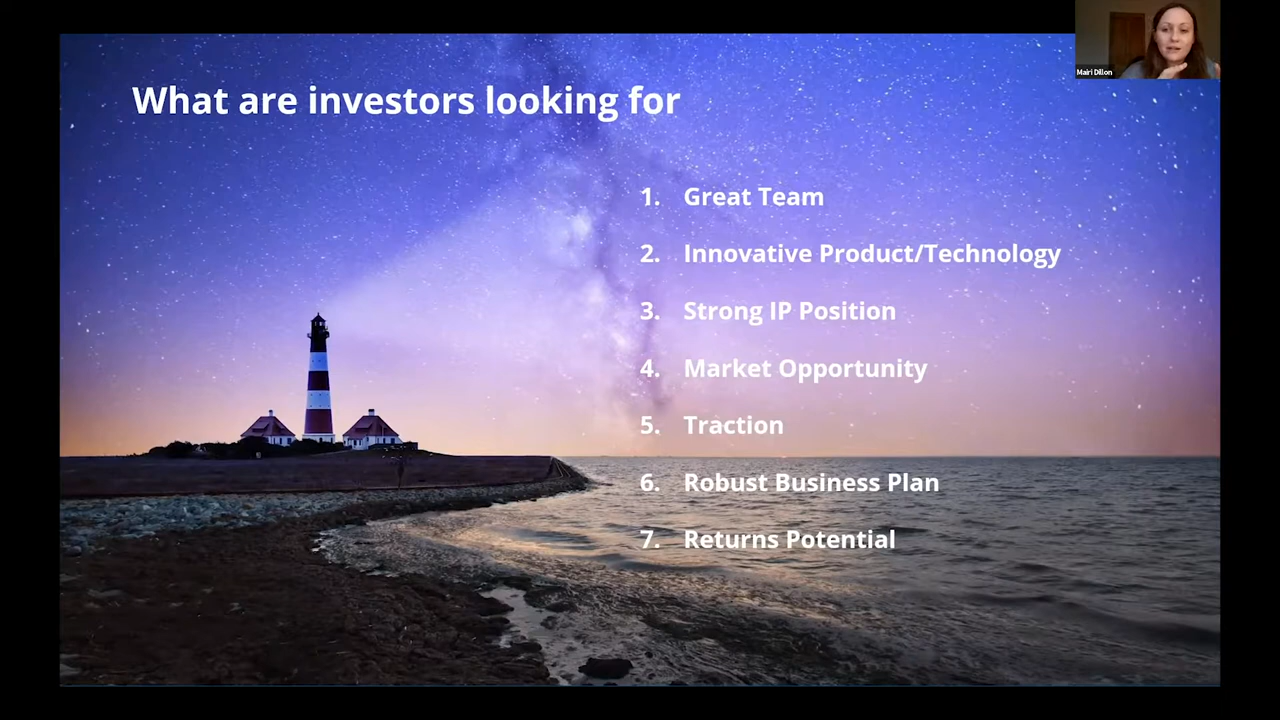 What are investors looking for
Mairi Dillon
1. Great Team
2. Innovative Product/Technology
3. Strong IP Position
4. Market Opportunity
5. Traction
6. Robust Business Plan
7. Returns Potential